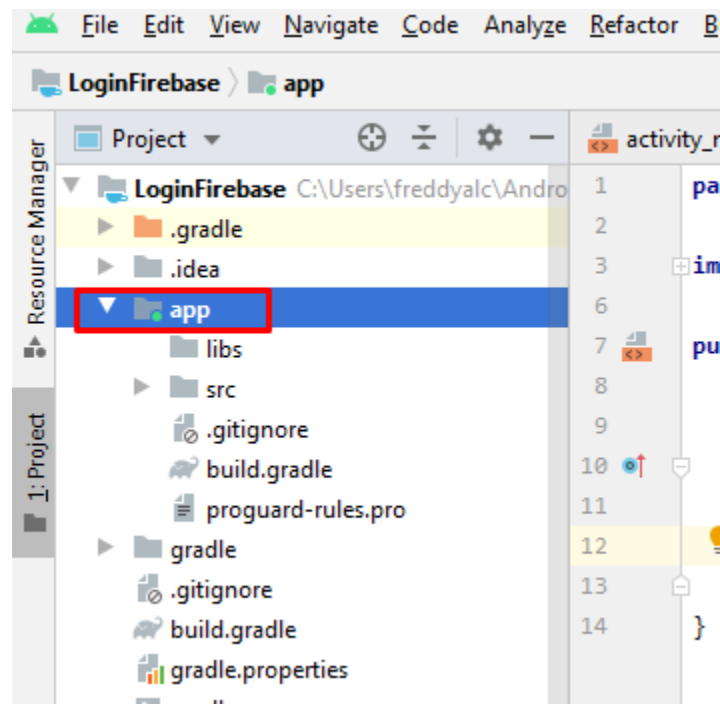 File Edit View Navigate Code Analyze Refactor B
LoginFirebase app
Resource Manager
1: Project
Project
LoginFirebase C:\Users\freddyalc\Andro
.gradle
.idea
app
libs
src
.gitignore
build.gradle
proguard-rules.pro
gradle
.gitignore
build.gradle
gradle.properties
activity_r
1 pa
2
3 im
6
7 pu
8
9
10
11
12
13
14 }